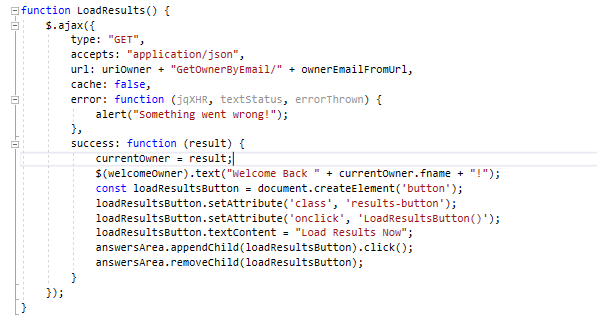 function LoadResults() {
    $.ajax({
        type: "GET",
        accepts: "application/json",
        url: uriOwner + "GetOwnerByEmail/" + ownerEmailFromUrl,
        cache: false,
        error: function (jqXHR, textStatus, errorThrown) {
            alert("Something went wrong!");
        },
        success: function (result) {
            currentOwner = result;
            $(welcomeOwner).text("Welcome Back " + currentOwner.fname + "!");
            const loadResultsButton = document.createElement('button');
            loadResultsButton.setAttribute('class', 'results-button');
            loadResultsButton.setAttribute('onclick', 'LoadResultsButton()');
            loadResultsButton.textContent = "Load Results Now";
            answersArea.appendChild(loadResultsButton).click();
            answersArea.removeChild(loadResultsButton);
        }
    });
}